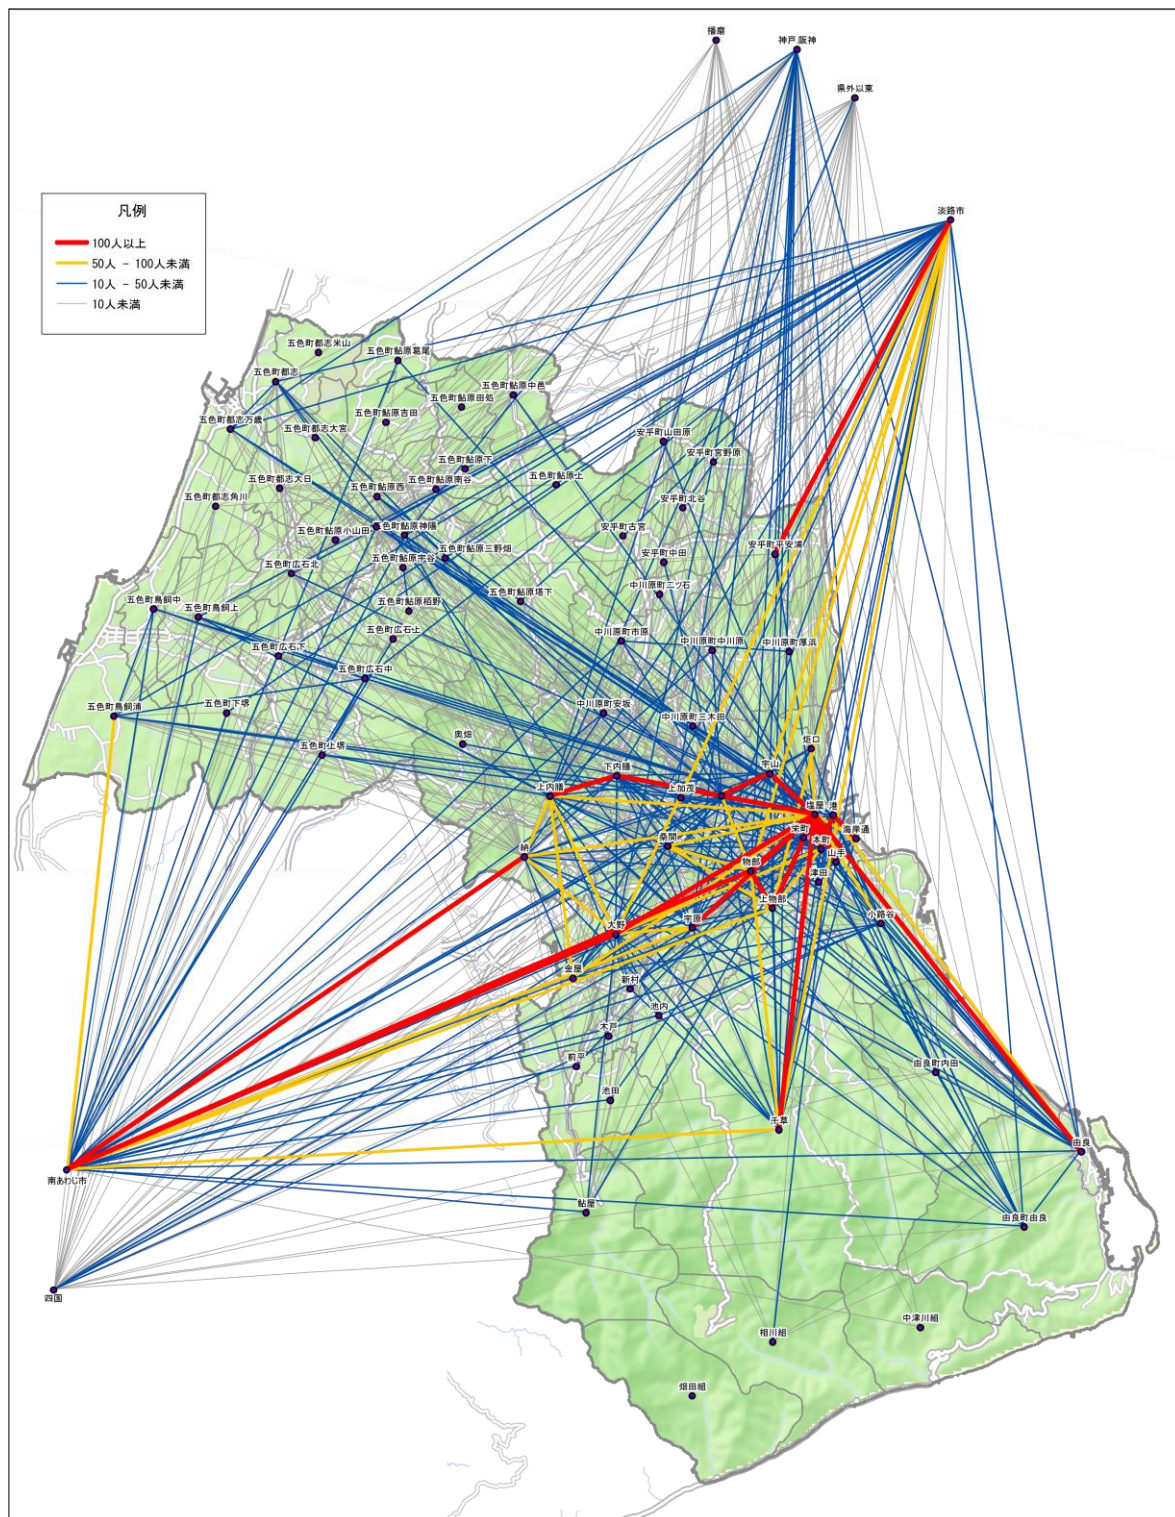 播磨
神戸 阪神
県外以東
淡路市
凡例
100人以上
50人 - 100人未満
10人 - 50人未満
10人未満
五色町都志米山
五色町鮎原葛尾
五色町都志
五色町鮎原中邑
五色町鮎原田処
五色町鮎原吉田
五色町都志万歳
五色町都志大宮
安乎町山田原
安乎町宮野原
五色町鮎原下
五色町鮎原上
五色町都志大日
五色町鮎原南谷
五色町鮎原西
五色町都志角川
安乎町北谷
五色町鮎原小山田
五色町鮎原神陽
安乎町古宮
五色町鮎原三野畑
安乎町中田
安乎町平安浦
五色町鮎原宇谷
五色町広石北
中川原町二ツ石
五色町鮎原塔下
五色町鳥飼中
五色町鳥飼上
五色町鮎原栢野
五色町広石上
中川原町市原
中川原町中川原
中川原町厚浜
五色町広石下
五色町広石中
五色町鳥飼浦
五色町下堺
中川原町安坂
中川原町三木田
五色町上堺
奥畑
炬口
下内膳
宇山
上内膳
上加茂
塩屋
港
栄町
海岸通
桑間
本町
納
山手
物部
津田
上物部
小路谷
宇原
大野
金屋
新村
池内
木戸
前平
由良町内田
池田
千草
由良
南あわじ市
鮎屋
由良町由良
四国
中津川組
相川組
畑田組